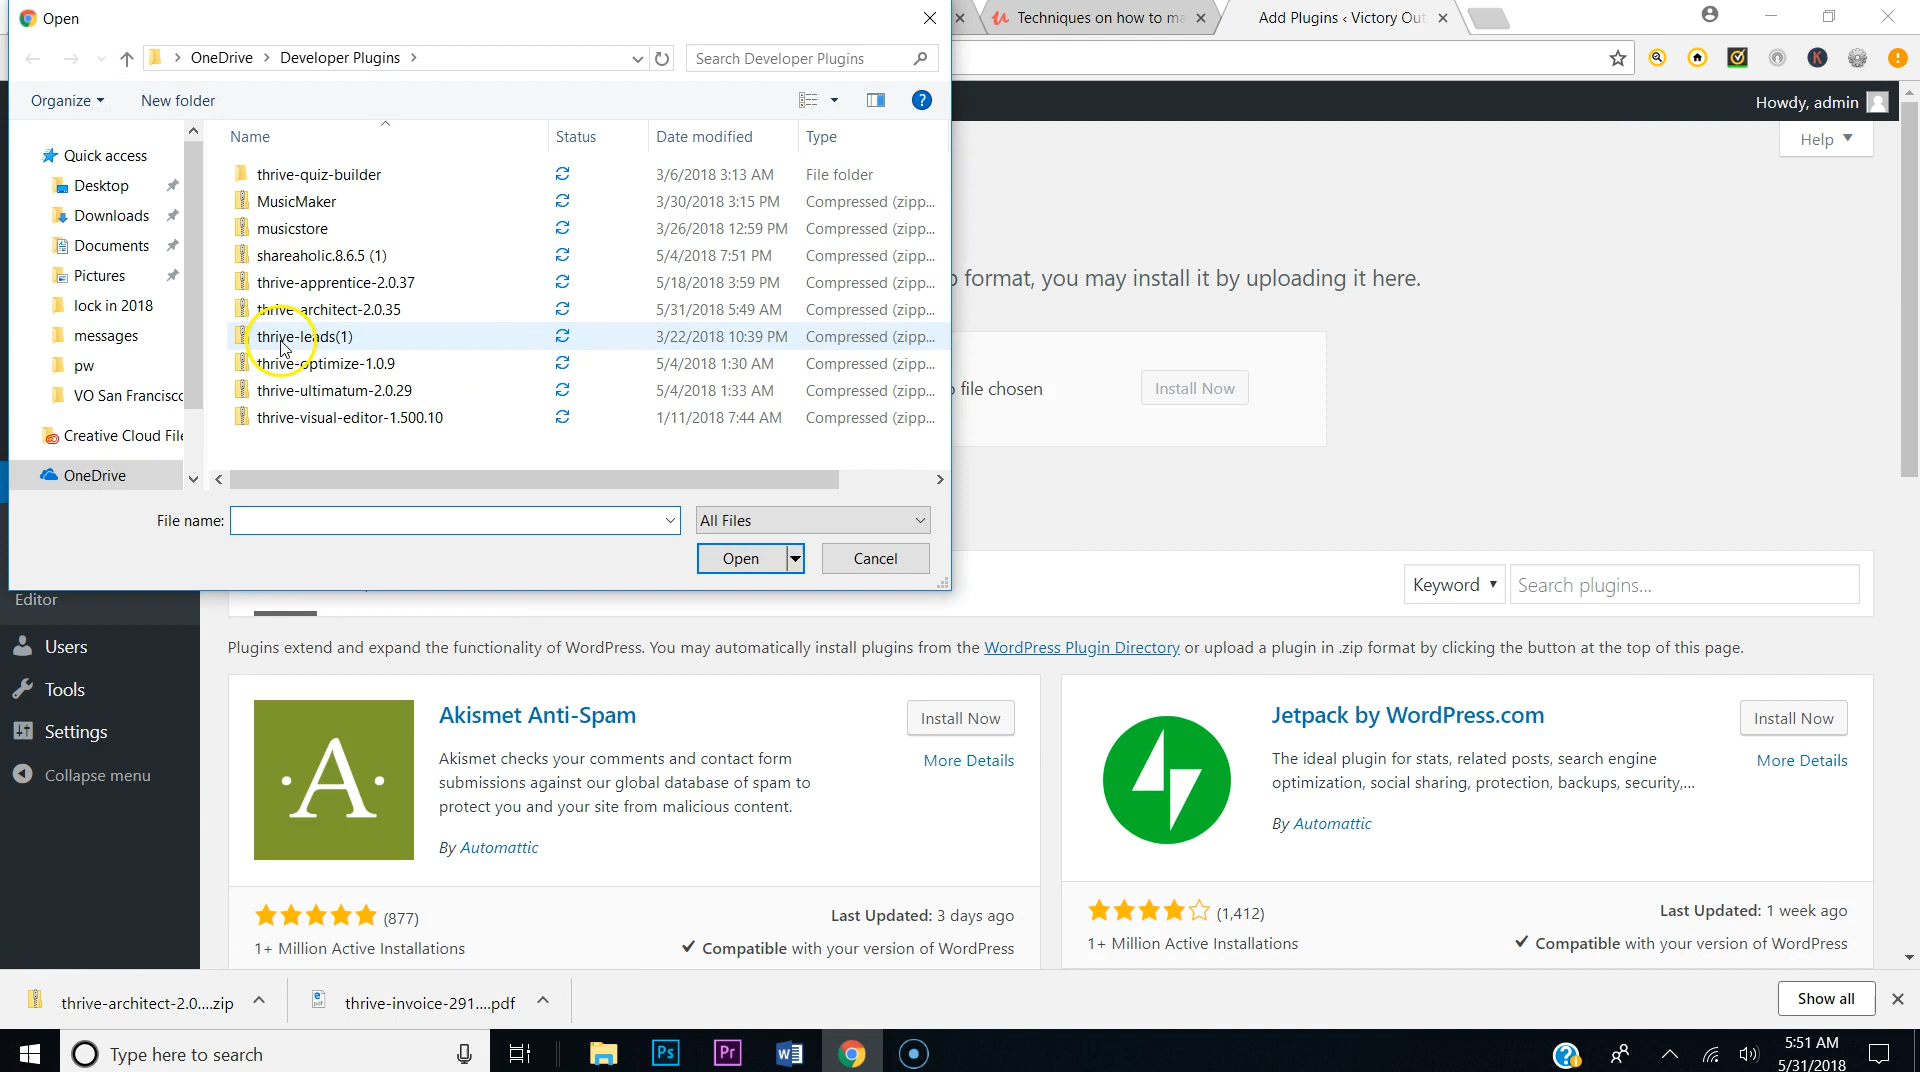 Open
Techniques on how to ma
Add Plugins ‹ Victory Out
OneDrive > Developer Plugins >
Search Developer Plugins
Organize
New folder
Howdy, admin
Help
Name
Status
Date modified
Type
Quick access
Desktop
Downloads
Documents
Pictures
lock in 2018
messages
pw
VO San Francisc
Creative Cloud File
OneDrive
thrive-quiz-builder 3/6/2018 3:13 AM File folder
MusicMaker 3/30/2018 3:15 PM Compressed (zipp...
musicstore 3/26/2018 12:59 PM Compressed (zipp...
shareaholic.8.6.5 (1) 5/4/2018 7:51 PM Compressed (zipp...
thrive-apprentice-2.0.37 5/18/2018 3:59 PM Compressed (zipp...
thrive-architect-2.0.35 5/31/2018 5:49 AM Compressed (zipp...
thrive-leads(1) 3/22/2018 10:39 PM Compressed (zipp...
thrive-optimize-1.0.9 5/4/2018 1:30 AM Compressed (zipp...
thrive-ultimatum-2.0.29 5/4/2018 1:33 AM Compressed (zipp...
thrive-visual-editor-1.500.10 1/11/2018 7:44 AM Compressed (zipp...
format, you may install it by uploading it here.
file chosen
Install Now
File name:
All Files
Open
Cancel
Editor
Users
Tools
Settings
Collapse menu
Keyword
Search plugins...
Plugins extend and expand the functionality of WordPress. You may automatically install plugins from the WordPress Plugin Directory or upload a plugin in .zip format by clicking the button at the top of this page.
A
Akismet Anti-Spam
Install Now
More Details
Akismet checks your comments and contact form
submissions against our global database of spam to
protect you and your site from malicious content.
By Automattic
(877)
Last Updated: 3 days ago
1+ Million Active Installations
Compatible with your version of WordPress
Jetpack by WordPress.com
Install Now
More Details
The ideal plugin for stats, related posts, search engine
optimization, social sharing, protection, backups, security,...
By Automattic
(1,412)
Last Updated: 1 week ago
1+ Million Active Installations
Compatible with your version of WordPress
thrive-architect-2.0....zip
thrive-invoice-291....pdf
Show all
Type here to search
Ps
Pr
5:51 AM
5/31/2018